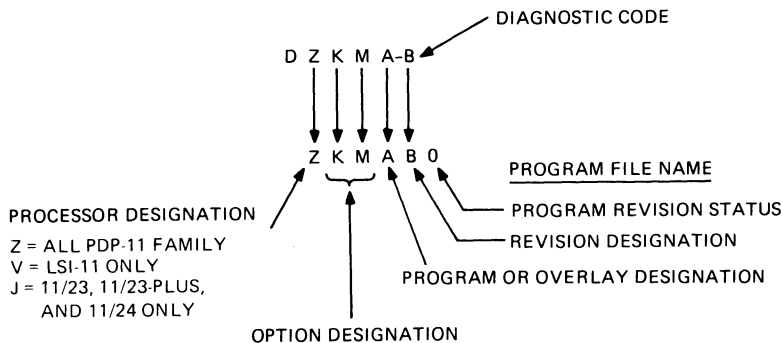 DIAGNOSTIC CODE
D Z K M A-B
Z K M A B 0
PROGRAM FILE NAME
PROCESSOR DESIGNATION
Z = ALL PDP-11 FAMILY
V = LSI-11 ONLY
J = 11/23, 11/23-PLUS,
AND 11/24 ONLY
PROGRAM REVISION STATUS
REVISION DESIGNATION
PROGRAM OR OVERLAY DESIGNATION
OPTION DESIGNATION